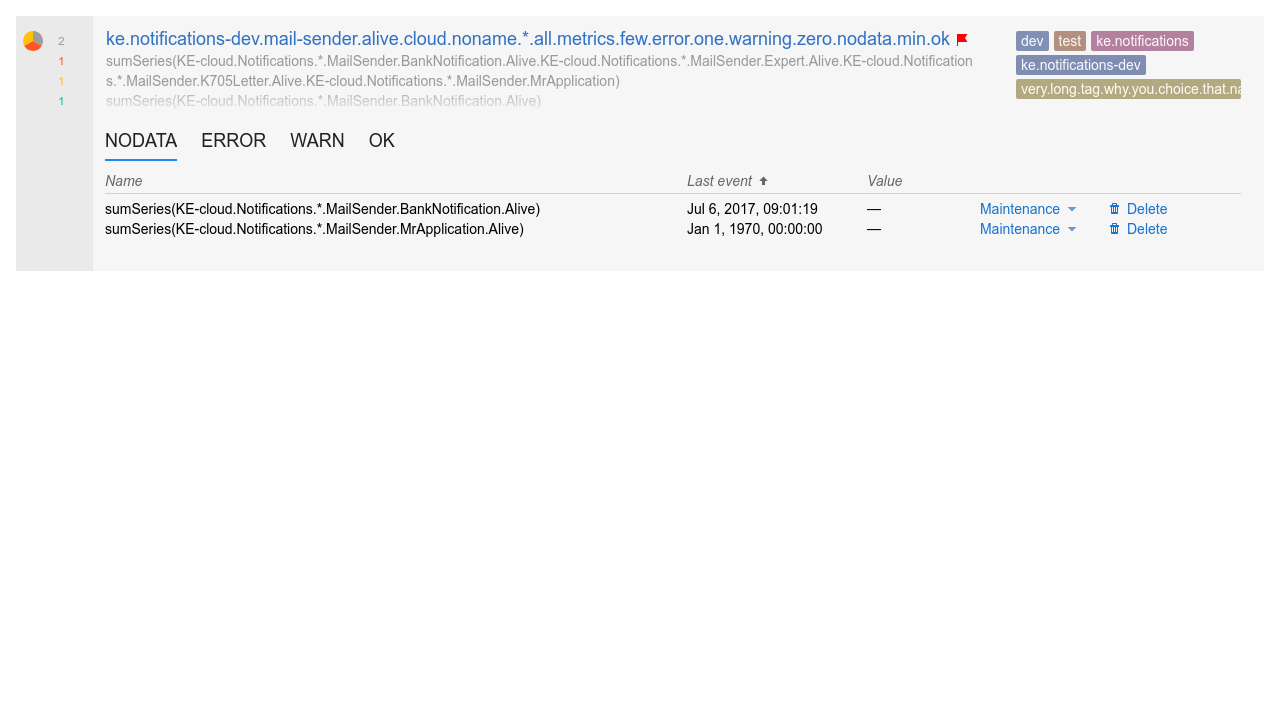 2
1
1
1
ke.notifications-dev.mail-sender.alive.cloud.noname.*.all.metrics.few.error.one.warning.zero.nodata.min.ok
sumSeries(KE-cloud.Notifications.*.MailSender.BankNotification.Alive.KE-cloud.Notifications.*.MailSender.Expert.Alive.KE-cloud.Notification
s.*.MailSender.K705Letter.Alive.KE-cloud.Notifications.*.MailSender.MrApplication)
sumSeries(KE-cloud.Notifications.*.MailSender.BankNotification.Alive)
dev test ke.notifications
ke.notifications-dev
very.long.tag.why.you.choice.that.na
NODATA ERROR WARN OK
Name Last event Value
sumSeries(KE-cloud.Notifications.*.MailSender.BankNotification.Alive) Jul 6, 2017, 09:01:19 — Maintenance Delete
sumSeries(KE-cloud.Notifications.*.MailSender.MrApplication.Alive) Jan 1, 1970, 00:00:00 — Maintenance Delete